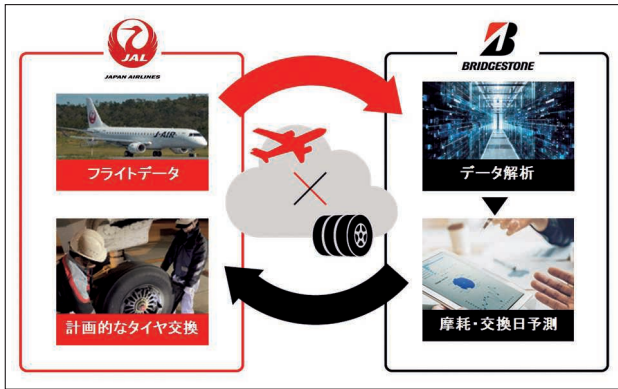 JAL
JAPAN AIRLINES
J-AIR
フライトデータ
計画的なタイヤ交換
BRIDGESTONE
データ解析
摩耗・交換日予測